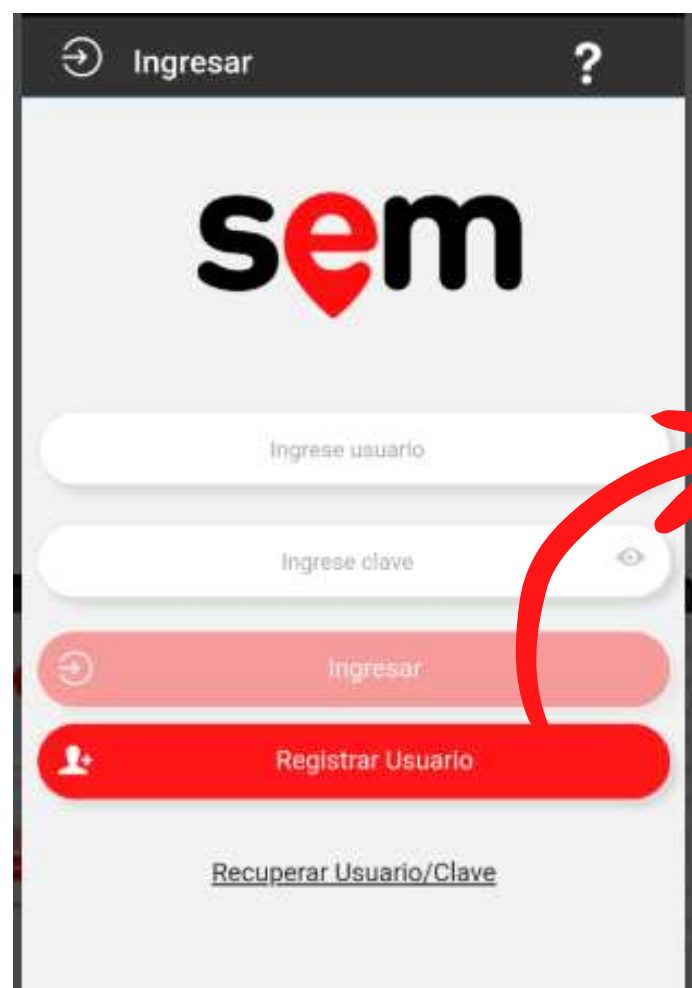 Ingresar
?
sem
Ingrese usuario
Ingrese clave
Ingresar
Registrar Usuario
Recuperar Usuario/Clave